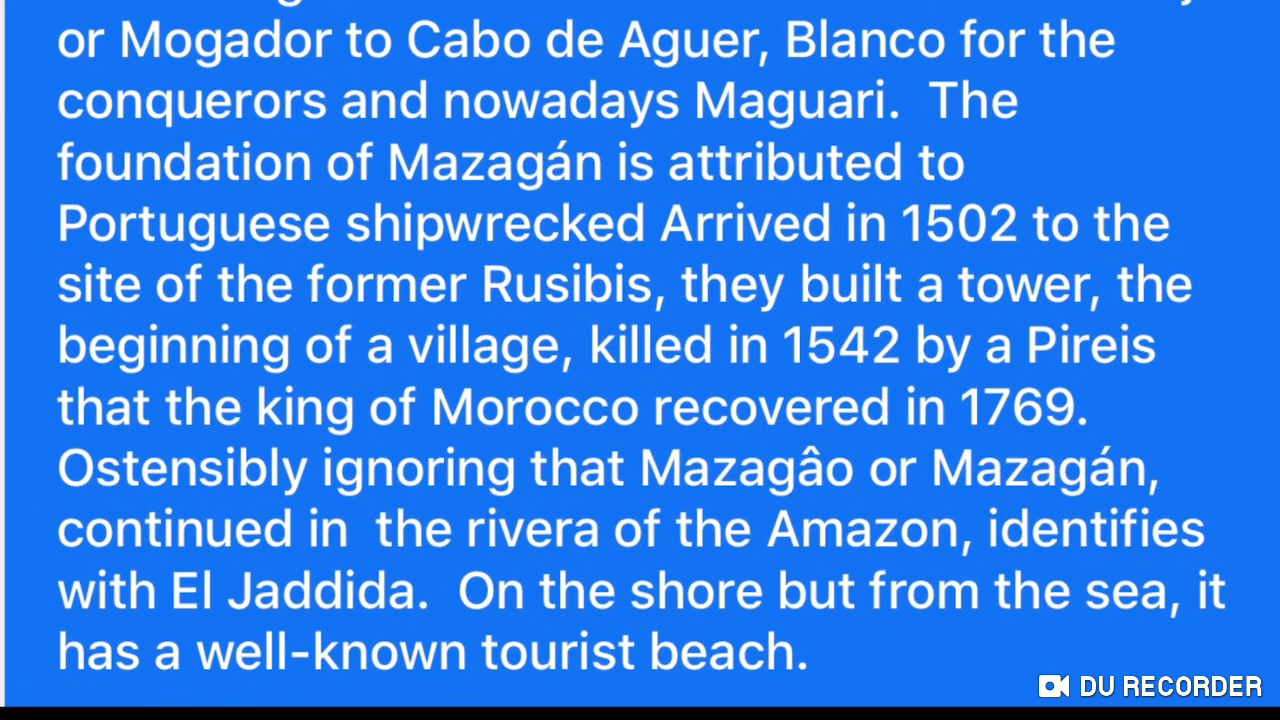 or Mogador to Cabo de Aguer, Blanco for the
conquerors and nowadays Maguari.  The
foundation of Mazagán is attributed to
Portuguese shipwrecked Arrived in 1502 to the
site of the former Rusibis, they built a tower, the
beginning of a village, killed in 1542 by a Pireis
that the king of Morocco recovered in 1769.
Ostensibly ignoring that Mazagâo or Mazagán,
continued in  the rivera of the Amazon, identifies
with El Jaddida.  On the shore but from the sea, it
has a well-known tourist beach.
DU RECORDER